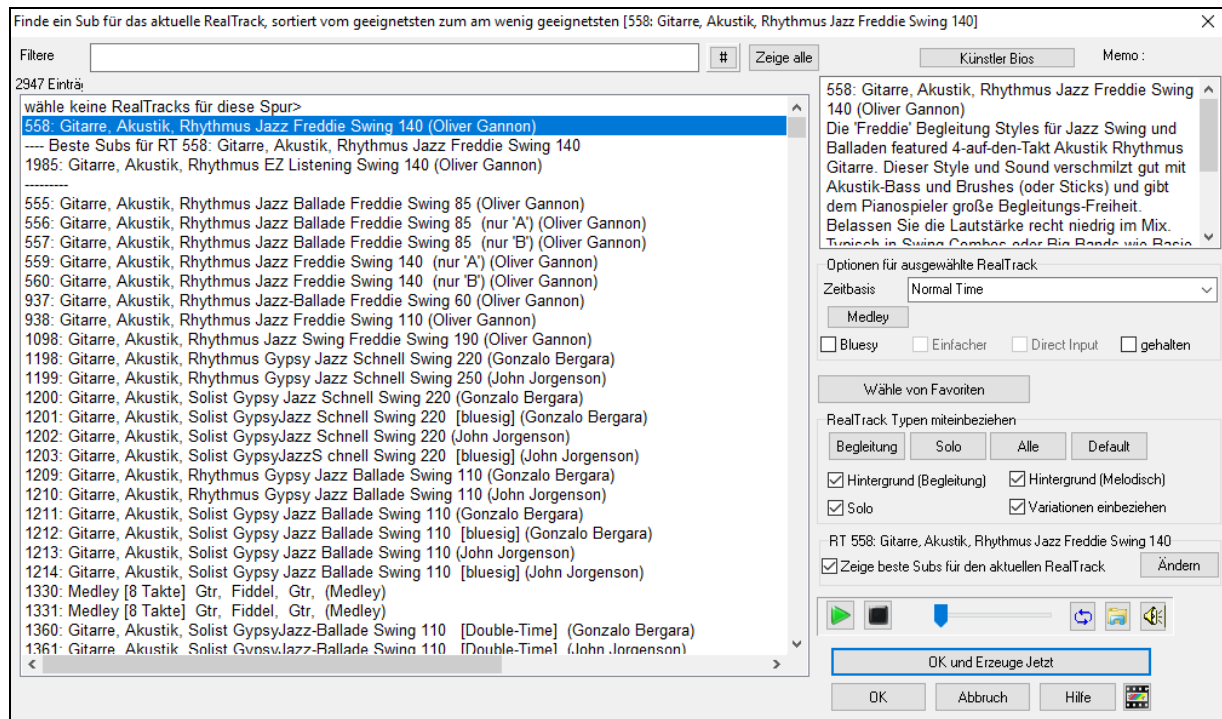 Finde ein Sub für das aktuelle RealTrack, sortiert vom geeignetsten zum am wenig geeignetsten [558: Gitarre, Akustik, Rhythmus Jazz Freddie Swing 140]
Filtere
#
Zeige alle
Künstler Bios
Memo :
2947 Einträ
wähle keine RealTracks für diese Spur>
558: Gitarre, Akustik, Rhythmus Jazz Freddie Swing 140 (Oliver Gannon)
---- Beste Subs für RT 558: Gitarre, Akustik, Rhythmus Jazz Freddie Swing 140
1985: Gitarre, Akustik, Rhythmus EZ Listening Swing 140 (Oliver Gannon)
---------
555: Gitarre, Akustik, Rhythmus Jazz Ballade Freddie Swing 85 (Oliver Gannon)
556: Gitarre, Akustik, Rhythmus Jazz Ballade Freddie Swing 85 (nur 'A') (Oliver Gannon)
557: Gitarre, Akustik, Rhythmus Jazz Ballade Freddie Swing 85 (nur 'B') (Oliver Gannon)
559: Gitarre, Akustik, Rhythmus Jazz Freddie Swing 140 (nur 'A') (Oliver Gannon)
560: Gitarre, Akustik, Rhythmus Jazz Freddie Swing 140 (nur 'B') (Oliver Gannon)
937: Gitarre, Akustik, Rhythmus Jazz-Ballade Freddie Swing 60 (Oliver Gannon)
938: Gitarre, Akustik, Rhythmus Jazz Freddie Swing 110 (Oliver Gannon)
1098: Gitarre, Akustik, Rhythmus Jazz Swing Freddie Swing 190 (Oliver Gannon)
1198: Gitarre, Akustik, Rhythmus Gypsy Jazz Schnell Swing 220 (Gonzalo Bergara)
1199: Gitarre, Akustik, Rhythmus Gypsy Jazz Schnell Swing 250 (John Jorgenson)
1200: Gitarre, Akustik, Solist Gypsy Jazz Schnell Swing 220 (Gonzalo Bergara)
1201: Gitarre, Akustik, Solist GypsyJazz Schnell Swing 220 [bluesig] (Gonzalo Bergara)
1202: Gitarre, Akustik, Solist GypsyJazz Schnell Swing 220 (John Jorgenson)
1203: Gitarre, Akustik, Solist GypsyJazzS chnell Swing 220 [bluesig] (John Jorgenson)
1209: Gitarre, Akustik, Rhythmus Gypsy Jazz Ballade Swing 110 (Gonzalo Bergara)
1210: Gitarre, Akustik, Rhythmus Gypsy Jazz Ballade Swing 110 (John Jorgenson)
1211: Gitarre, Akustik, Solist Gypsy Jazz Ballade Swing 110 (Gonzalo Bergara)
1212: Gitarre, Akustik, Solist Gypsy Jazz Ballade Swing 110 [bluesig] (Gonzalo Bergara)
1213: Gitarre, Akustik, Solist Gypsy Jazz Ballade Swing 110 (John Jorgenson)
1214: Gitarre, Akustik, Solist Gypsy Jazz Ballade Swing 110 [bluesig] (John Jorgenson)
1330: Medley [8 Takte] Gtr, Fiddel, Gtr, (Medley)
1331: Medley [8 Takte] Gtr, Fiddel, Gtr, (Medley)
1360: Gitarre, Akustik, Solist GypsyJazz-Ballade Swing 110 [Double-Time] (Gonzalo Bergara)
1361: Gitarre, Akustik, Solist GypsyJazz-Ballade Swing 110 [Double-Time] (John Jorgenson)
558: Gitarre, Akustik, Rhythmus Jazz Freddie Swing
140 (Oliver Gannon)
Die 'Freddie' Begleitung Styles für Jazz Swing und
Balladen featured 4-auf-den-Takt Akustik Rhythmus
Gitarre. Dieser Style und Sound verschmilzt gut mit
Akustik-Bass und Brushes (oder Sticks) und gibt
dem Pianospieler große Begleitungs-Freiheit.
Belassen Sie die Lautstärke recht niedrig im Mix.
Typisch in Swing Combos oder Big Bands wie Basie
Optionen für ausgewählte RealTrack
Zeitbasis
Normal Time
Medley
Bluesy
Einfacher
Direct Input
gehalten
Wähle von Favoriten
RealTrack Typen miteinbeziehen
Begleitung
Solo
Alle
Default
Hintergrund (Begleitung)
Hintergrund (Melodisch)
Solo
Variationen einbeziehen
RT 558: Gitarre, Akustik, Rhythmus Jazz Freddie Swing 140
Zeige beste Subs für den aktuellen RealTrack
Ändern
OK und Erzeuge Jetzt
OK
Abbruch
Hilfe